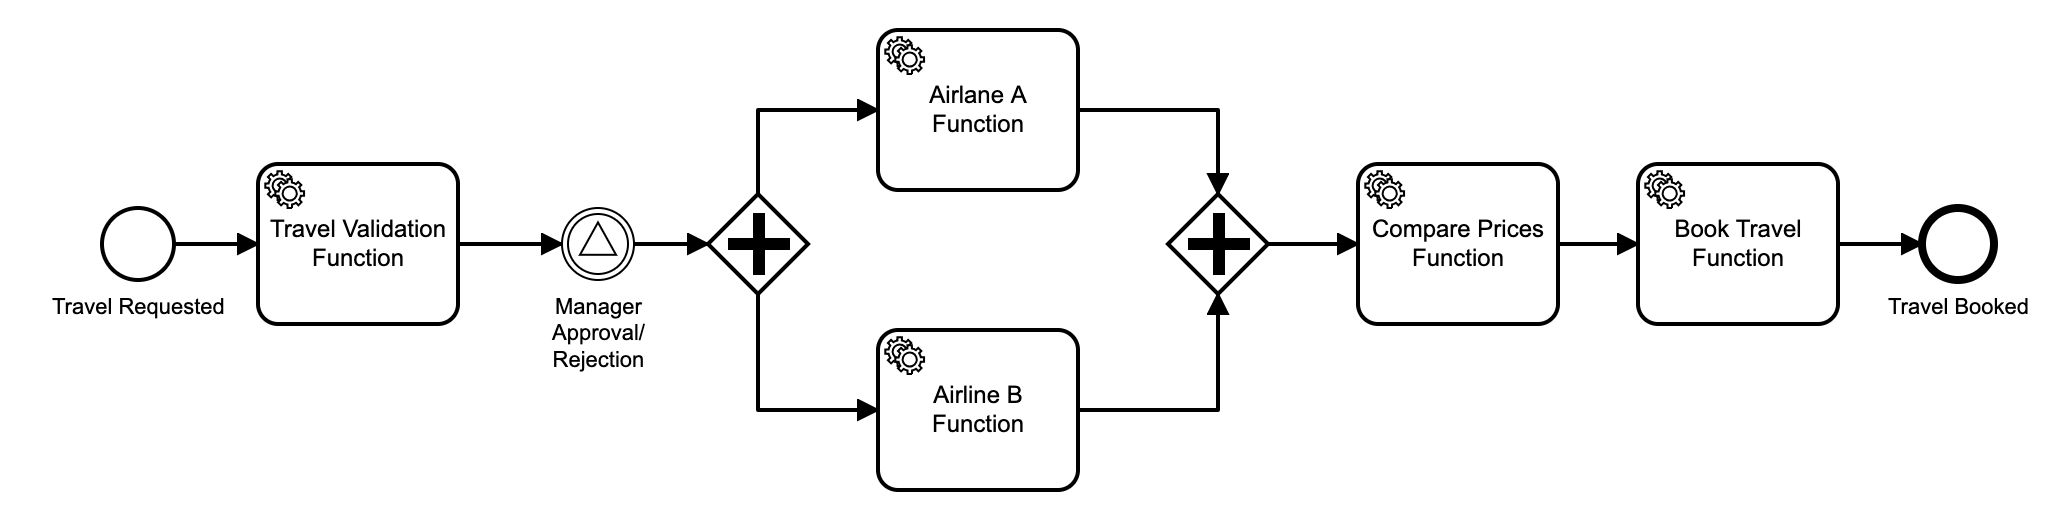 Travel Requested
Travel Validation
Function
Manager
Approval/
Rejection
Airlane A
Function
Airline B
Function
Compare Prices
Function
Book Travel
Function
Travel Booked